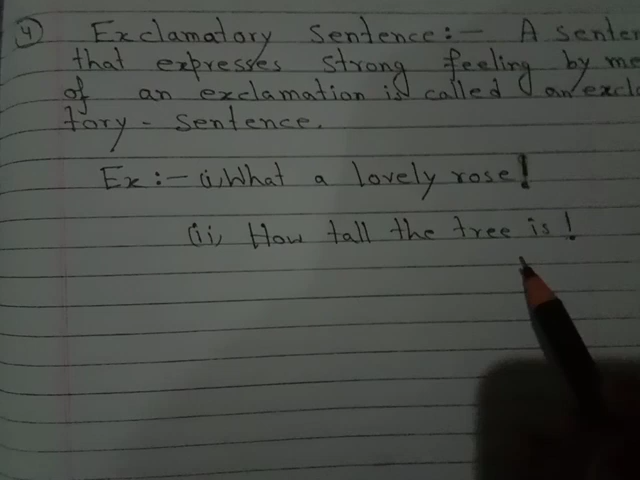 4) Exclamatory Sentence:- A senten
that expresses strong feeling by me
of an exclamation is called an excla
tory - sentence.
Ex:- (i) What a lovely rose!
(ii) How tall the tree is!